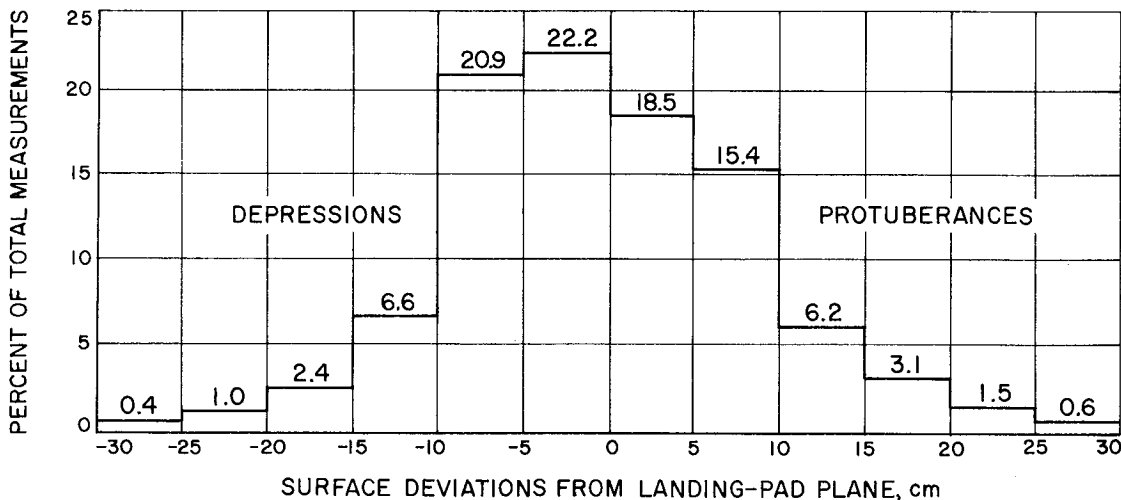 PERCENT OF TOTAL MEASUREMENTS
25
20
15
10
5
0
22.2
20.9
18.5
15.4
DEPRESSIONS PROTUBERANCES
6.6 6.2
2.4 3.1
0.4 1.0 1.5 0.6
-30 -25 -20 -15 -10 -5 0 5 10 15 20 25 30
SURFACE DEVIATIONS FROM LANDING-PAD PLANE, cm